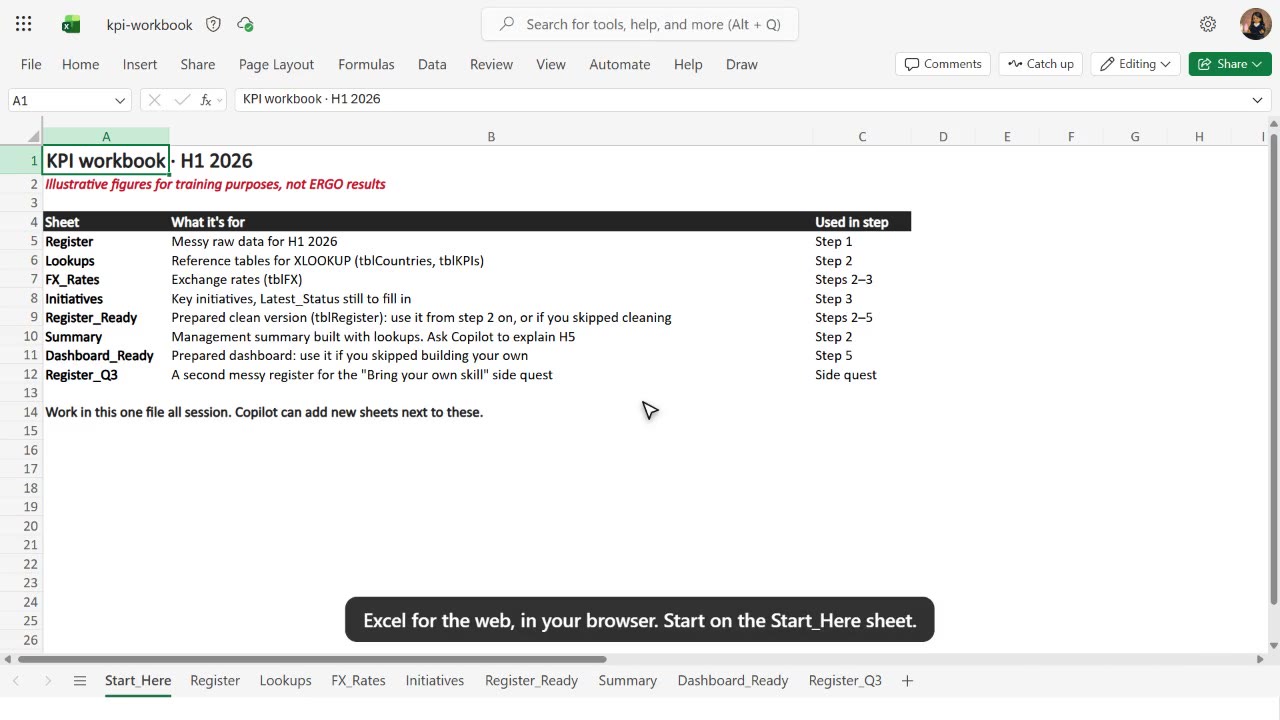 kpi-workbook
Search for tools, help, and more (Alt + Q)
File Home Insert Share Page Layout Formulas Data Review View Automate Help Draw
Comments Catch up Editing Share
A1 fx KPI workbook · H1 2026
A B C D E F G H I
1 KPI workbook · H1 2026
2 Illustrative figures for training purposes, not ERGO results
3
4 Sheet What it's for Used in step
5 Register Messy raw data for H1 2026 Step 1
6 Lookups Reference tables for XLOOKUP (tblCountries, tblKPIs) Step 2
7 FX_Rates Exchange rates (tblFX) Steps 2–3
8 Initiatives Key initiatives, Latest_Status still to fill in Step 3
9 Register_Ready Prepared clean version (tblRegister): use it from step 2 on, or if you skipped cleaning Steps 2–5
10 Summary Management summary built with lookups. Ask Copilot to explain H5 Step 2
11 Dashboard_Ready Prepared dashboard: use it if you skipped building your own Step 5
12 Register_Q3 A second messy register for the "Bring your own skill" side quest Side quest
13
14 Work in this one file all session. Copilot can add new sheets next to these.
15
16
17
18
19
20
21
22
23
24
25
26
Excel for the web, in your browser. Start on the Start_Here sheet.
Start_Here Register Lookups FX_Rates Initiatives Register_Ready Summary Dashboard_Ready Register_Q3 +